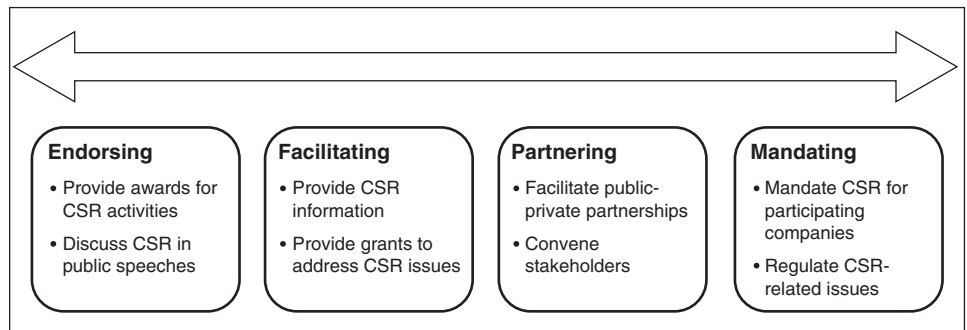 Endorsing
• Provide awards for
CSR activities
• Discuss CSR in
public speeches
Facilitating
• Provide CSR
information
• Provide grants to
address CSR issues
Partnering
• Facilitate public-
private partnerships
• Convene
stakeholders
Mandating
• Mandate CSR for
participating
companies
• Regulate CSR-
related issues